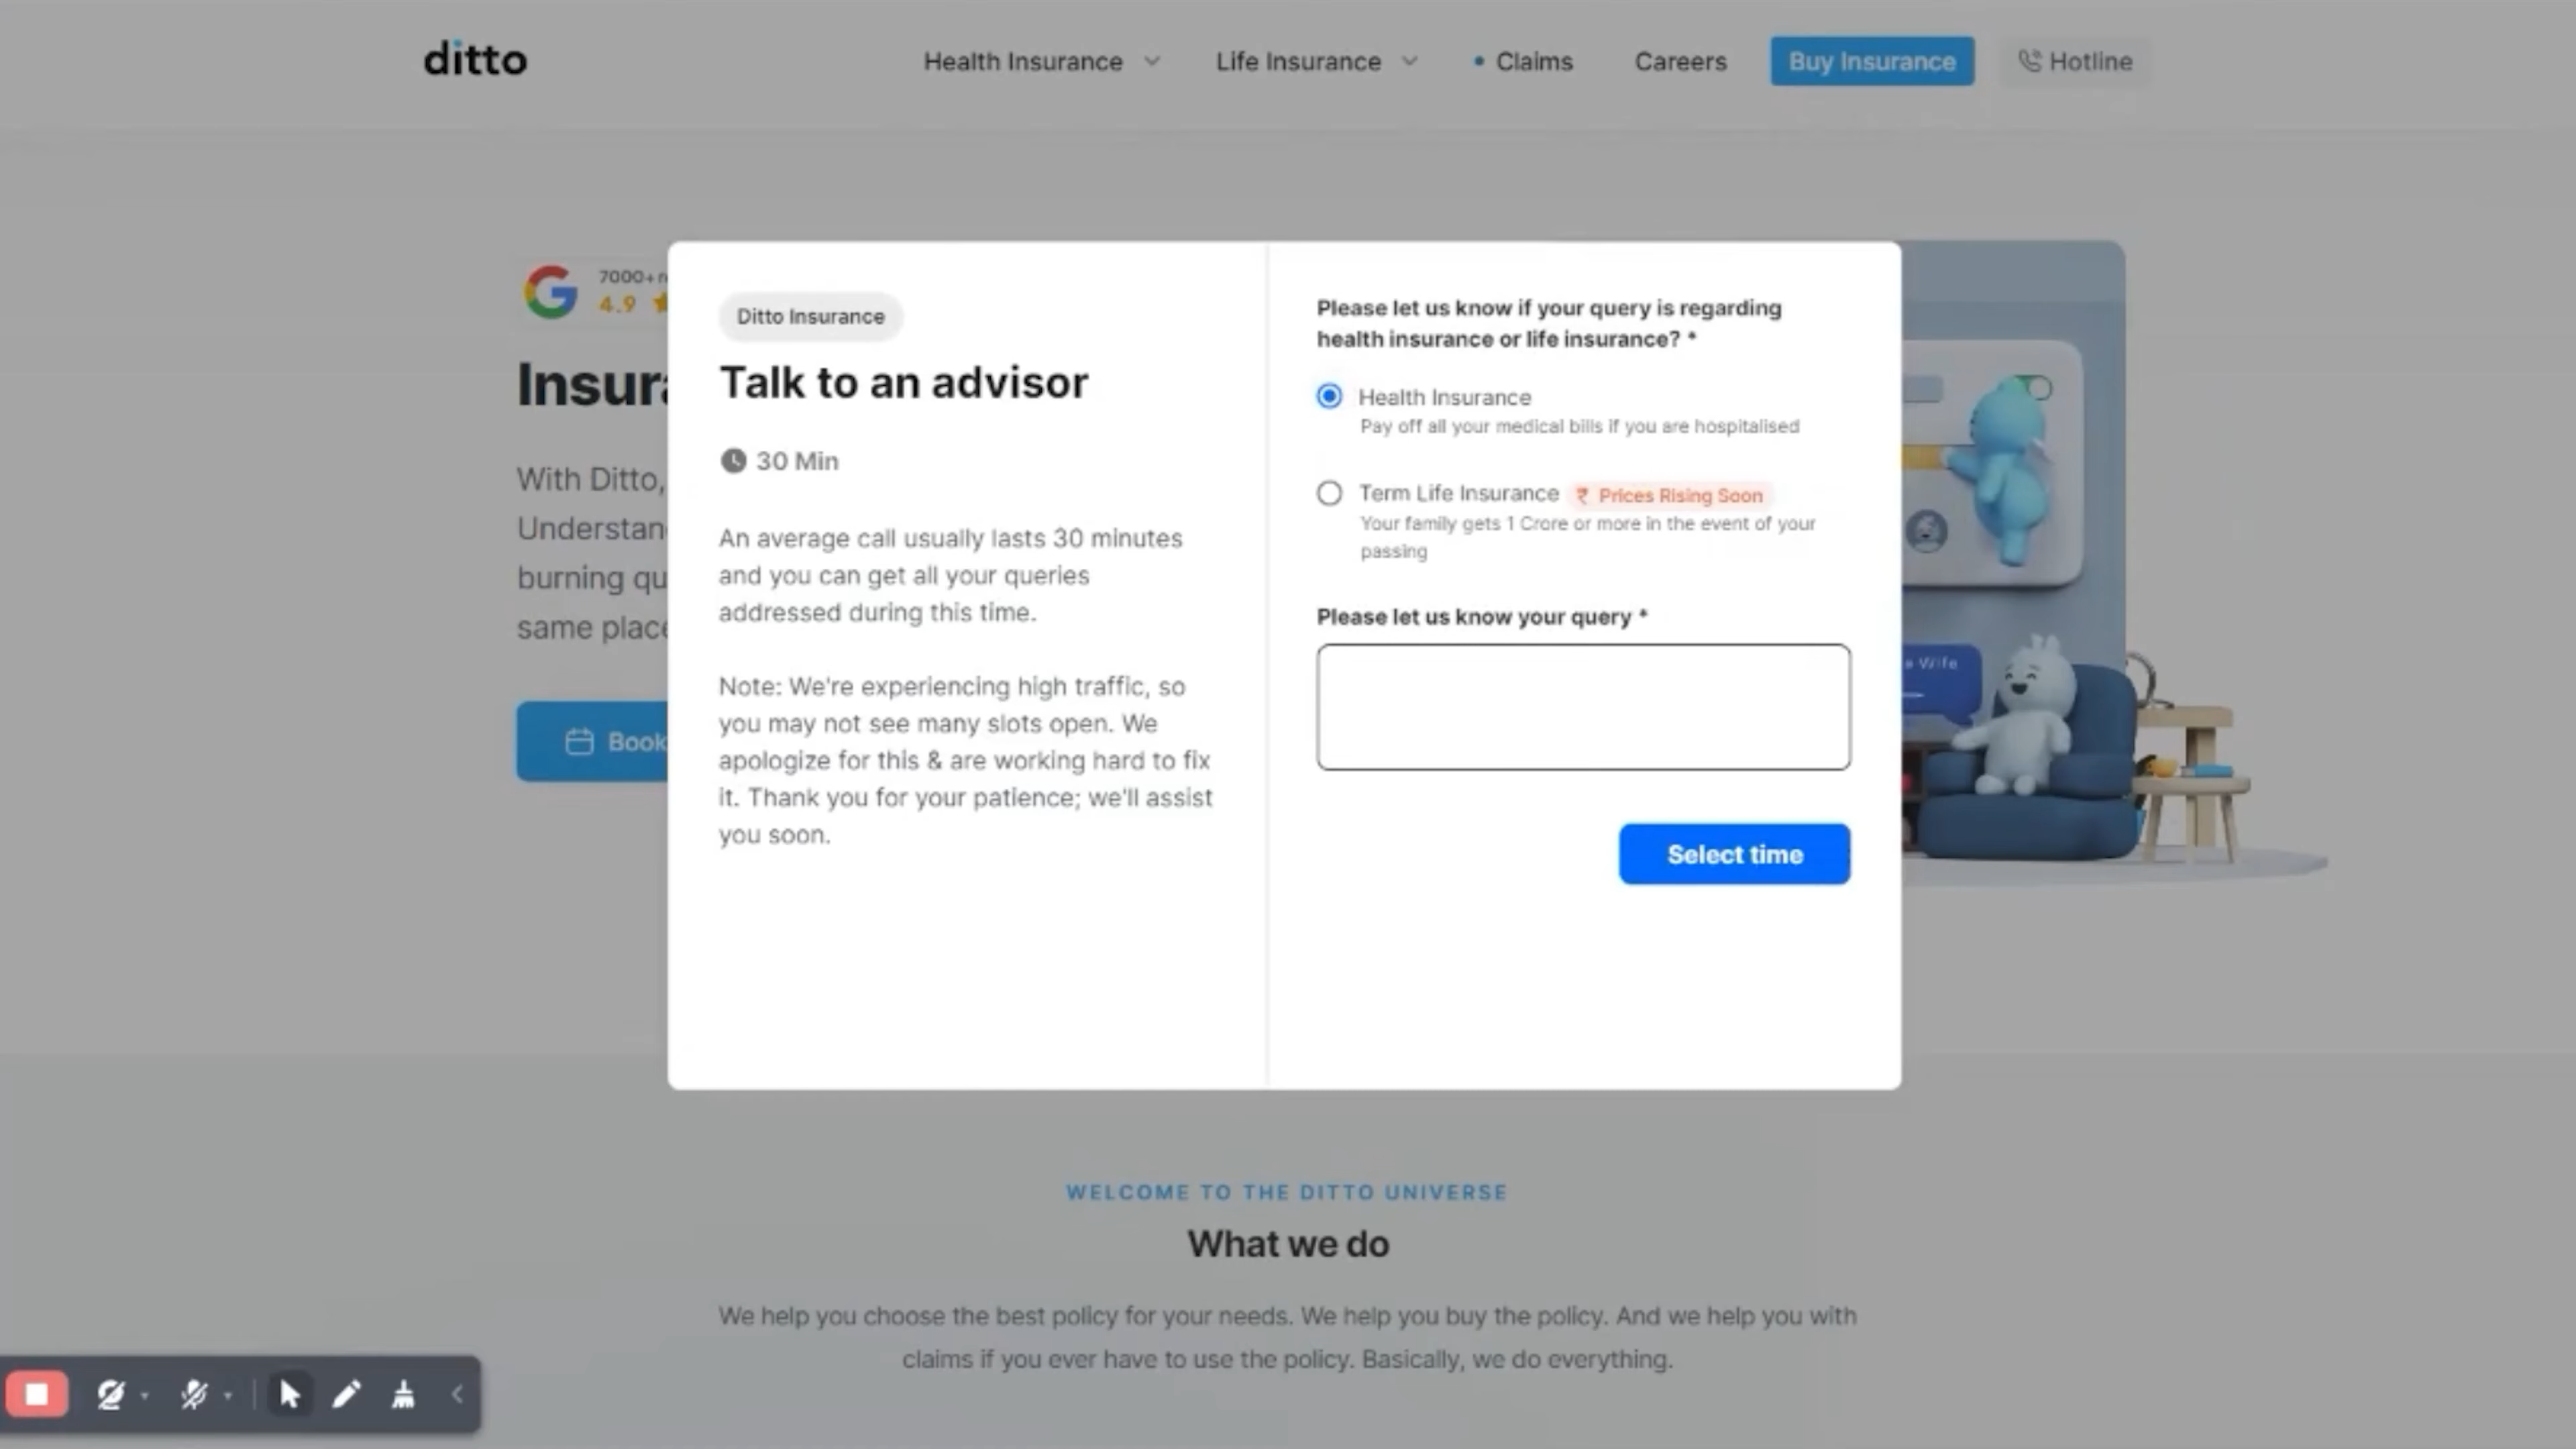 ditto
Health Insurance
Life Insurance
Claims
Careers
Buy Insurance
Hotline
7000+
4.9
With Ditto,
burning
same place
Book
Ditto Insurance
Talk to an advisor
30 Min
An average call usually lasts 30 minutes
and you can get all your queries
addressed during this time.
Note: We're experiencing high traffic, so
you may not see many slots open. We
apologize for this & are working hard to fix
it. Thank you for your patience; we'll assist
you soon.
Please let us know if your query is regarding
health insurance or life insurance? *
Health Insurance
Pay off all your medical bills if you are hospitalised
Term Life Insurance ₹ Prices Rising Soon
Your family gets 1 Crore or more in the event of your
passing
Please let us know your query *
Select time
Wife
WELCOME TO THE DITTO UNIVERSE
What we do
We help you choose the best policy for your needs. We help you buy the policy. And we help you with
claims if you ever have to use the policy. Basically, we do everything.